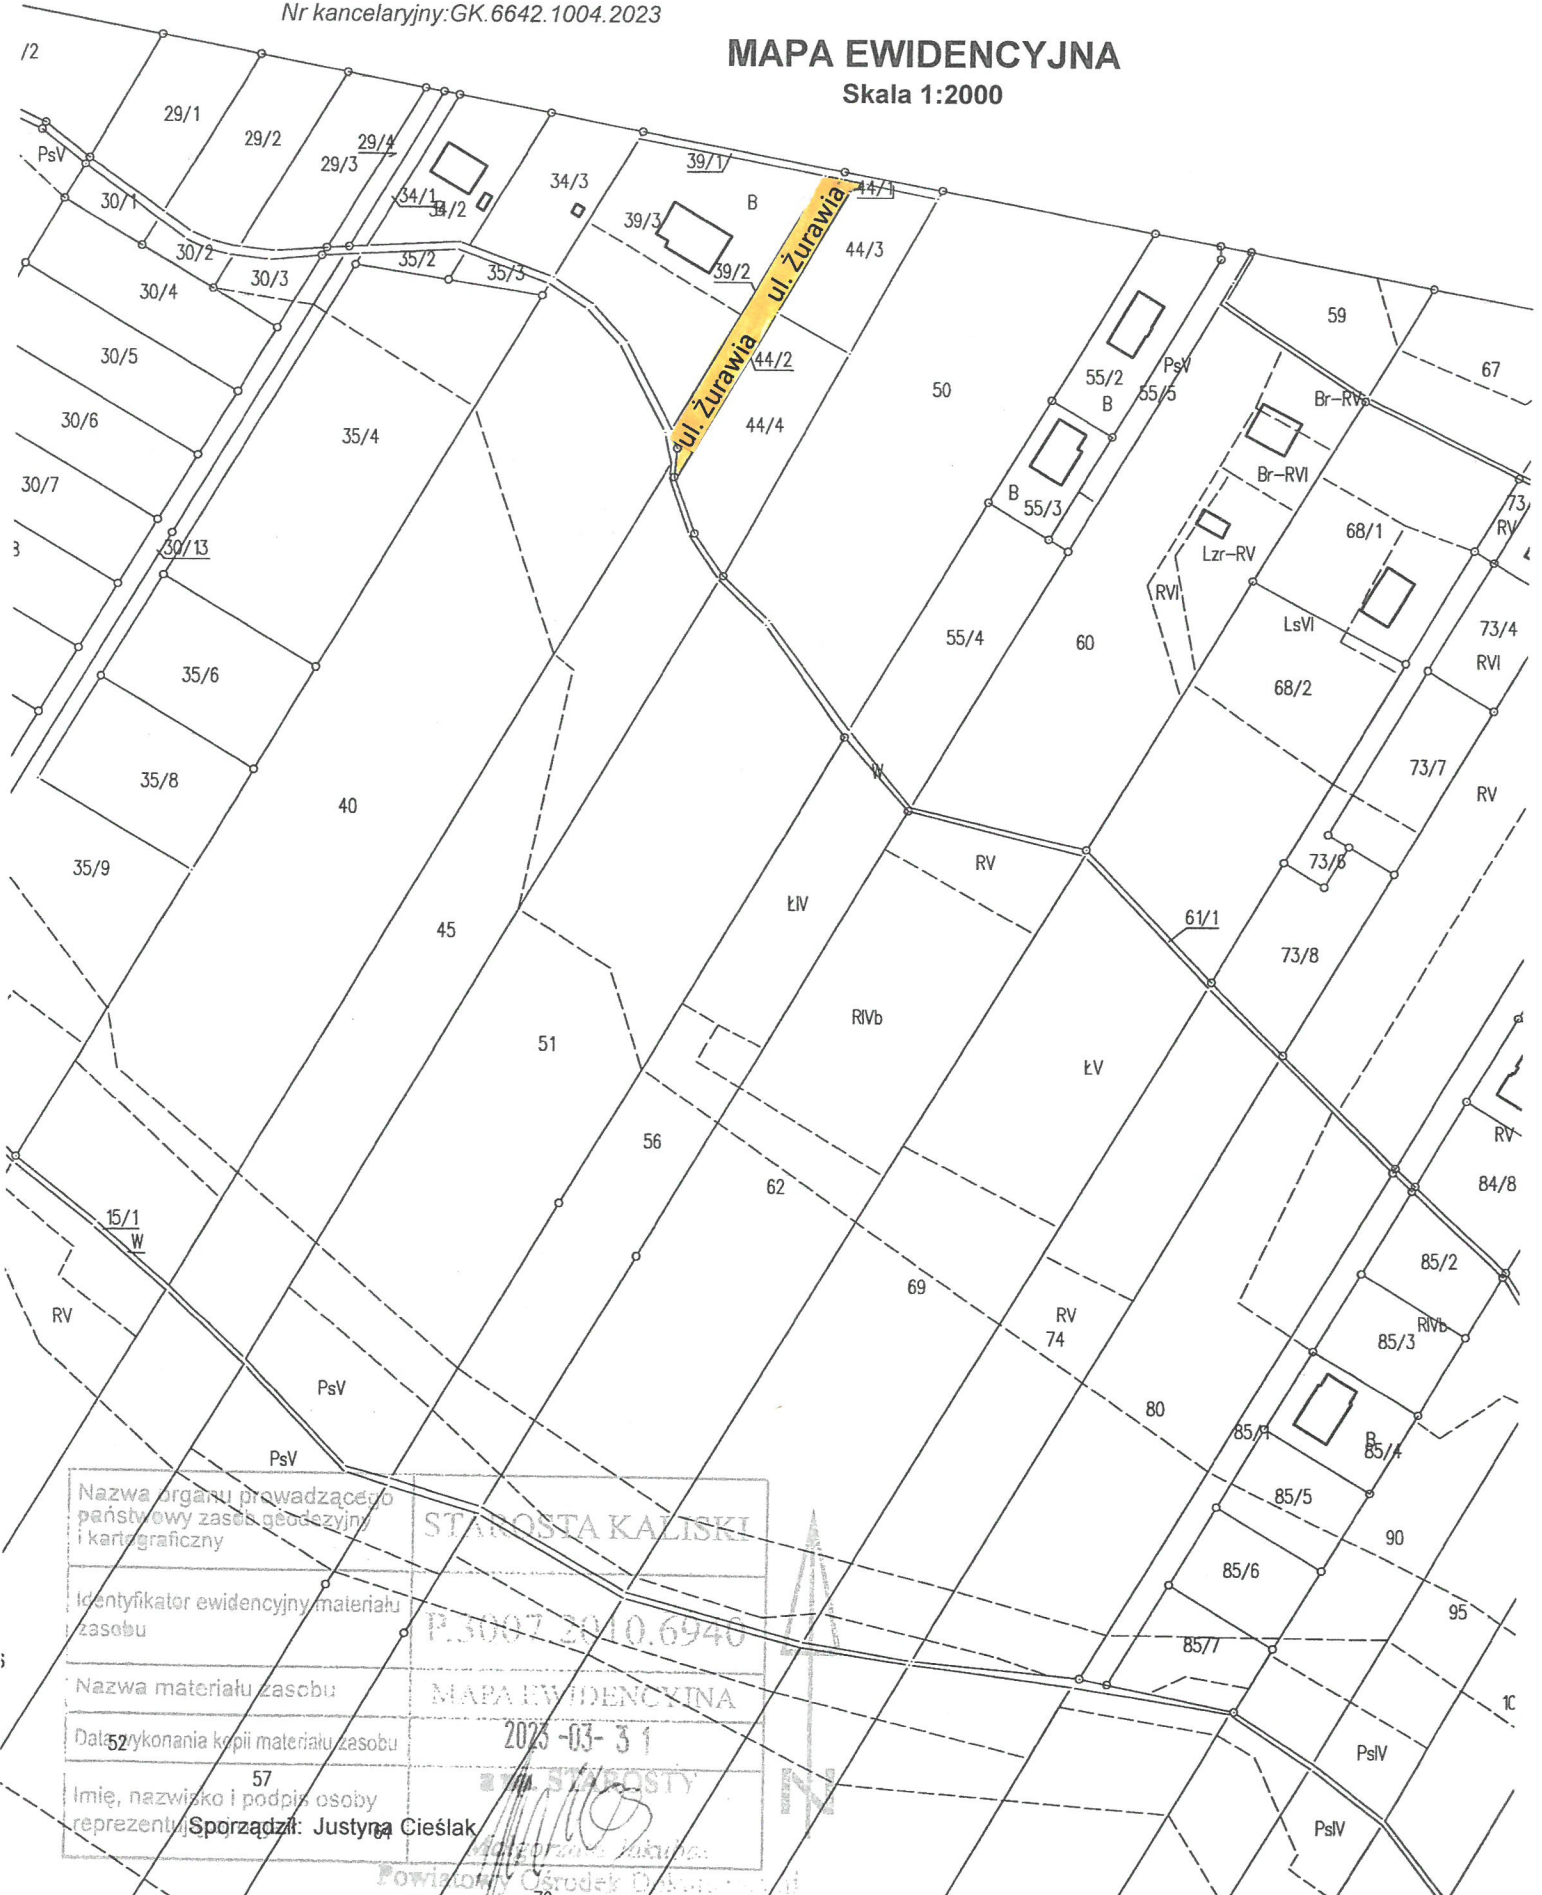 Nr kancelaryjny:GK.6642.1004.2023
MAPA EWIDENCYJNA
Skala 1:2000
/2
29/1
29/2
29/3
29/4
34/1
34/2
34/3
39/1
39/3
B
39/2
44/1
44/3
ul. Żurawia
ul. Żurawia
44/2
44/4
PsV
30/1
30/2
30/3
35/2
35/3
30/4
30/5
30/6
30/7
30/13
35/4
50
55/2
B
PsV
55/5
B
55/3
59
67
Br-RV
Br-RVI
Lzr-RV
RVI
68/1
LsVI
68/2
RV
73/4
RVI
73/7
RV
73/6
73/8
55/4
60
W
35/6
35/8
35/9
40
45
51
ŁIV
RV
RIVb
61/1
ŁV
56
62
69
RV
74
80
RV
84/8
85/2
RIVb
85/3
85/1
B
85/4
85/5
85/6
85/7
90
95
PsIV
PsIV
15/1
W
RV
PsV
PsV
Nazwa organu prowadzącego
państwowy zasób geodezyjny
i kartograficzny
STAROSTA KALISKI
Identyfikator ewidencyjny materiału
zasobu
P.3007.2010.6940
Nazwa materiału zasobu
MAPA EWIDENCYJNA
Data wykonania kopii materiału zasobu
2023 -03- 3 1
52
57
64
Imię, nazwisko i podpis osoby
z up. STAROSTY
Sporządził: Justyna Cieślak
Małgorzata
Powiatowy Ośrodek
N